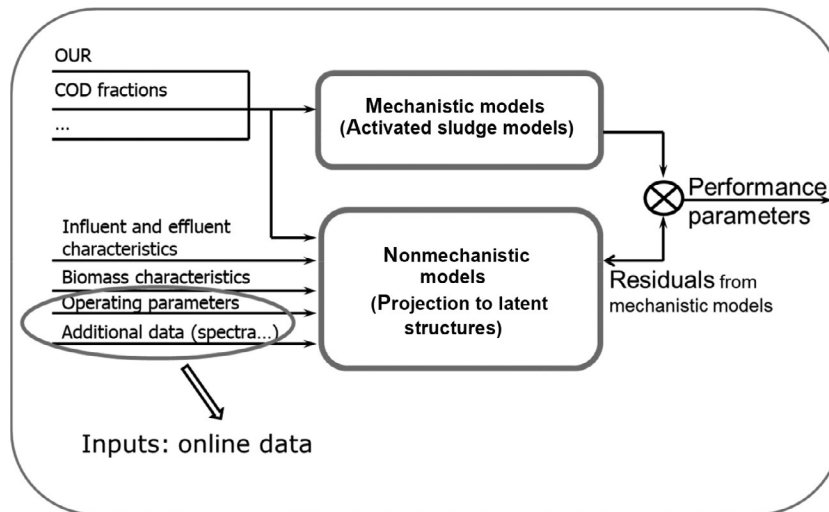 OUR
COD fractions
...
Mechanistic models
(Activated sludge models)
Performance
parameters
Influent and effluent
characteristics
Biomass characteristics
Operating parameters
Additional data (spectra...)
Nonmechanistic
models
(Projection to latent
structures)
Residuals from
mechanistic models
Inputs: online data